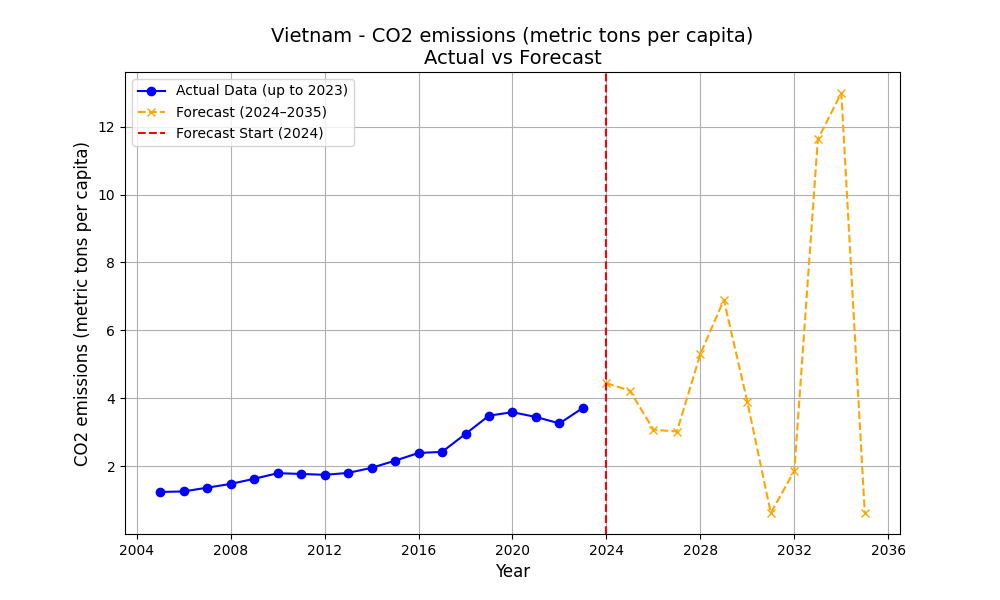 Vietnam - CO2 emissions (metric tons per capita)
Actual vs Forecast
Actual Data (up to 2023)
Forecast (2024–2035)
Forecast Start (2024)
CO2 emissions (metric tons per capita)
12
10
8
6
4
2
2004 2008 2012 2016 2020 2024 2028 2032 2036
Year